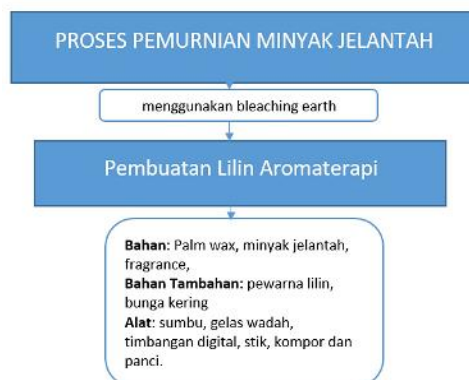 PROSES PEMURNIAN MINYAK JELANTAH
menggunakan bleaching earth
Pembuatan Lilin Aromaterapi
Bahan: Palm wax, minyak jelantah,
fragrance,
Bahan Tambahan: pewarna lilin,
bunga kering
Alat: sumbu, gelas wadah,
timbangan digital, stik, kompor dan
panci.